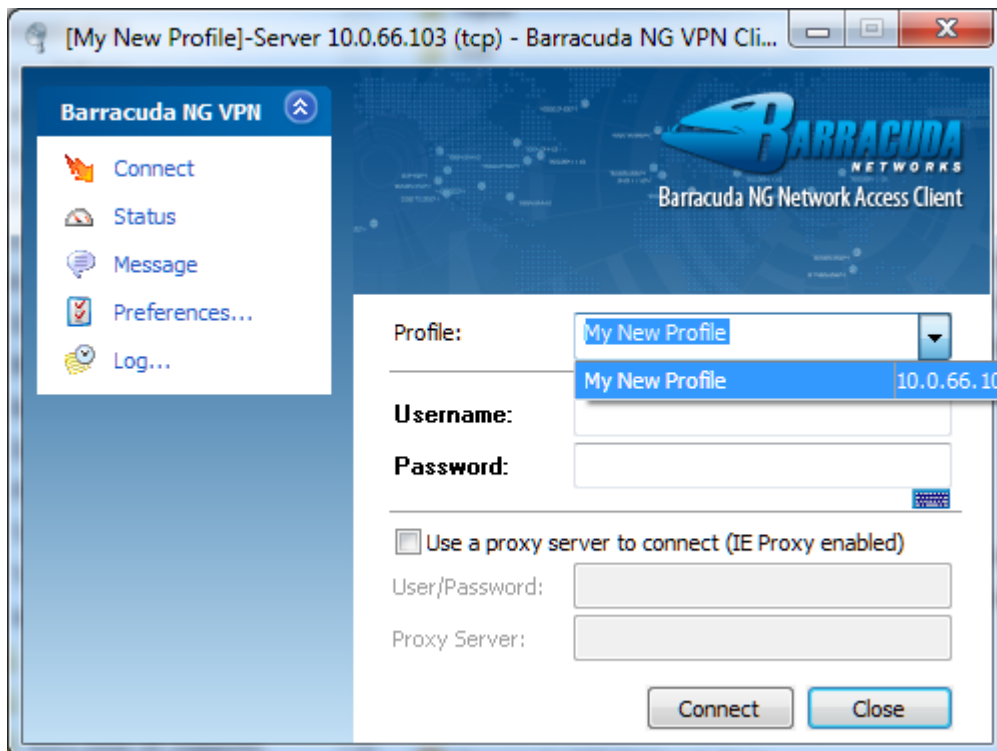 [My New Profile]-Server 10.0.66.103 (tcp) - Barracuda NG VPN Cli...
Barracuda NG VPN
Connect
Status
Message
Preferences...
Log...
BARRACUDA
NETWORKS
Barracuda NG Network Access Client
Profile: My New Profile
My New Profile 10.0.66.10
Username:
Password:
Use a proxy server to connect (IE Proxy enabled)
User/Password:
Proxy Server:
Connect Close